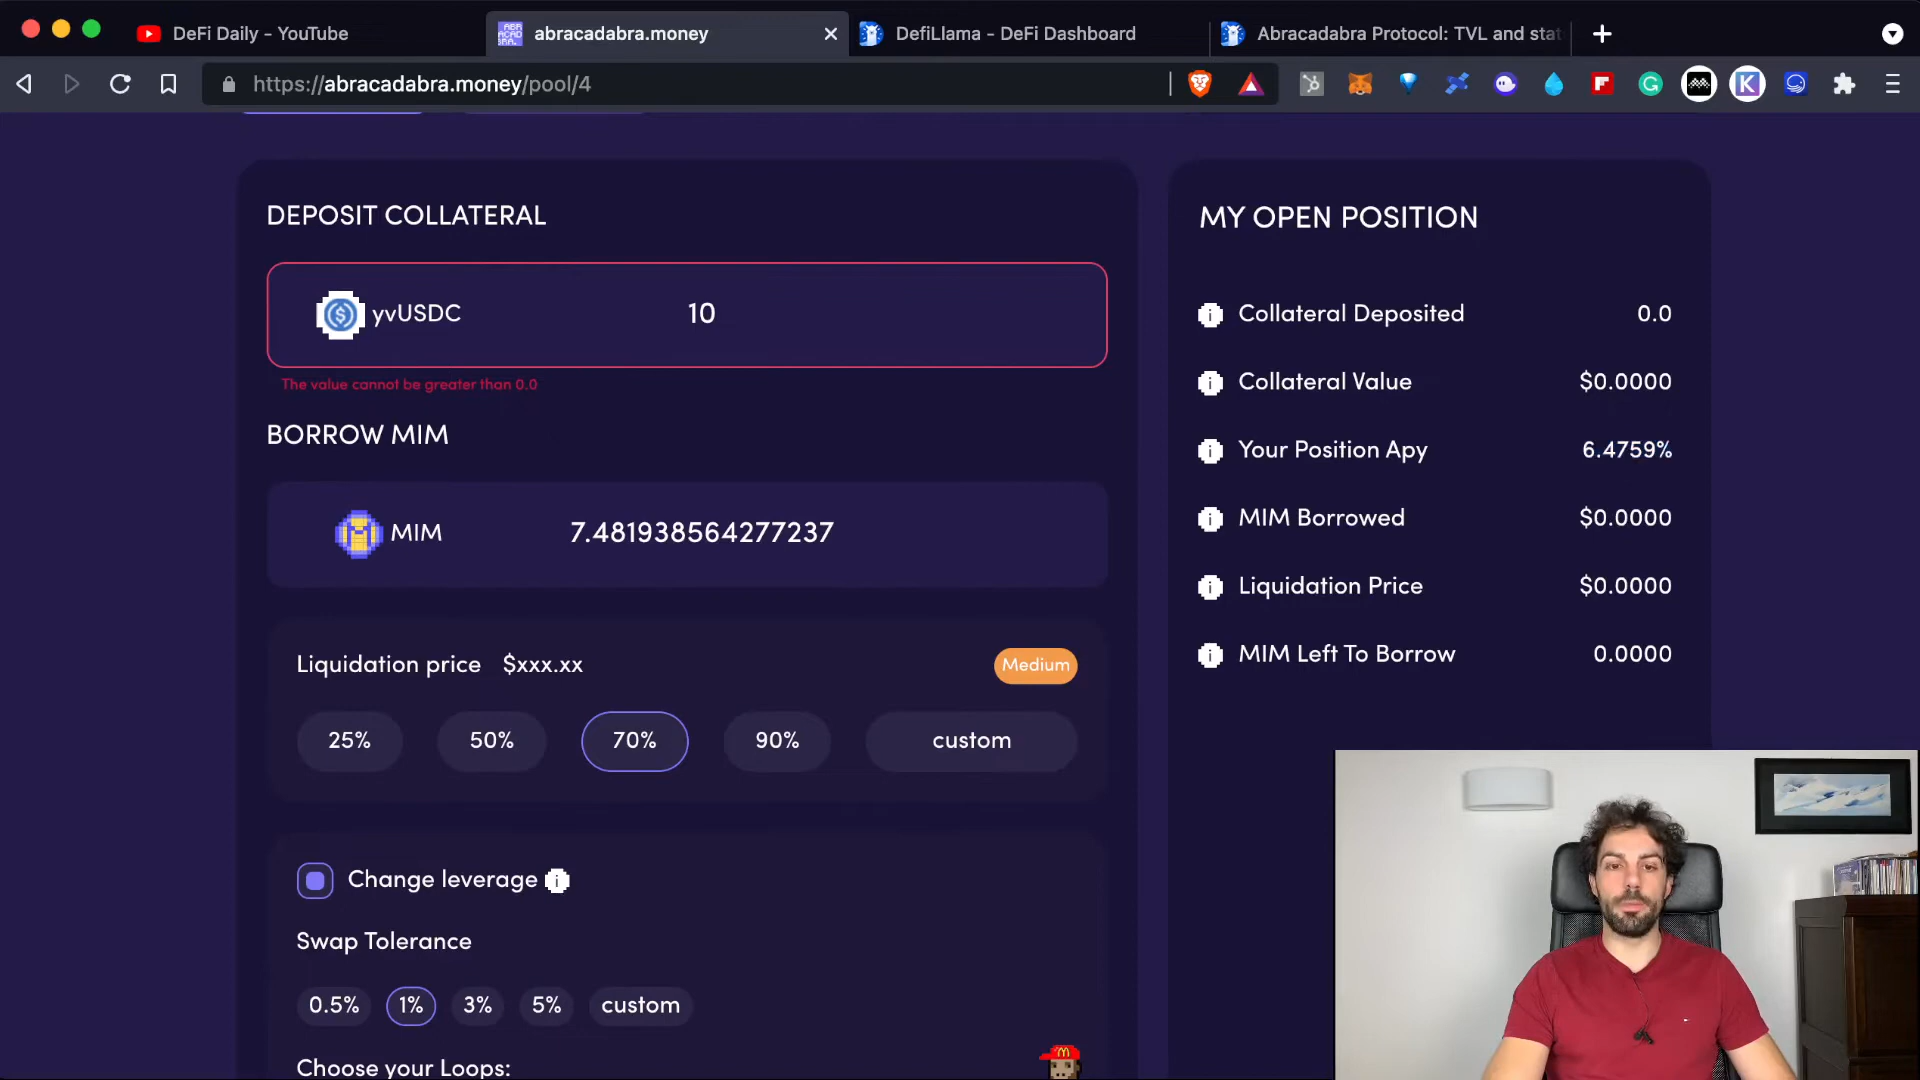 DeFi Daily - YouTube
abracadabra.money
DefiLlama - DeFi Dashboard
Abracadabra Protocol: TVL and stat
https://abracadabra.money/pool/4
DEPOSIT COLLATERAL
yvUSDC 10
The value cannot be greater than 0.0
BORROW MIM
MIM 7.481938564277237
Liquidation price $xxx.xx Medium
25% 50% 70% 90% custom
Change leverage
Swap Tolerance
0.5% 1% 3% 5% custom
Choose your Loops:
MY OPEN POSITION
Collateral Deposited 0.0
Collateral Value $0.0000
Your Position Apy 6.4759%
MIM Borrowed $0.0000
Liquidation Price $0.0000
MIM Left To Borrow 0.0000